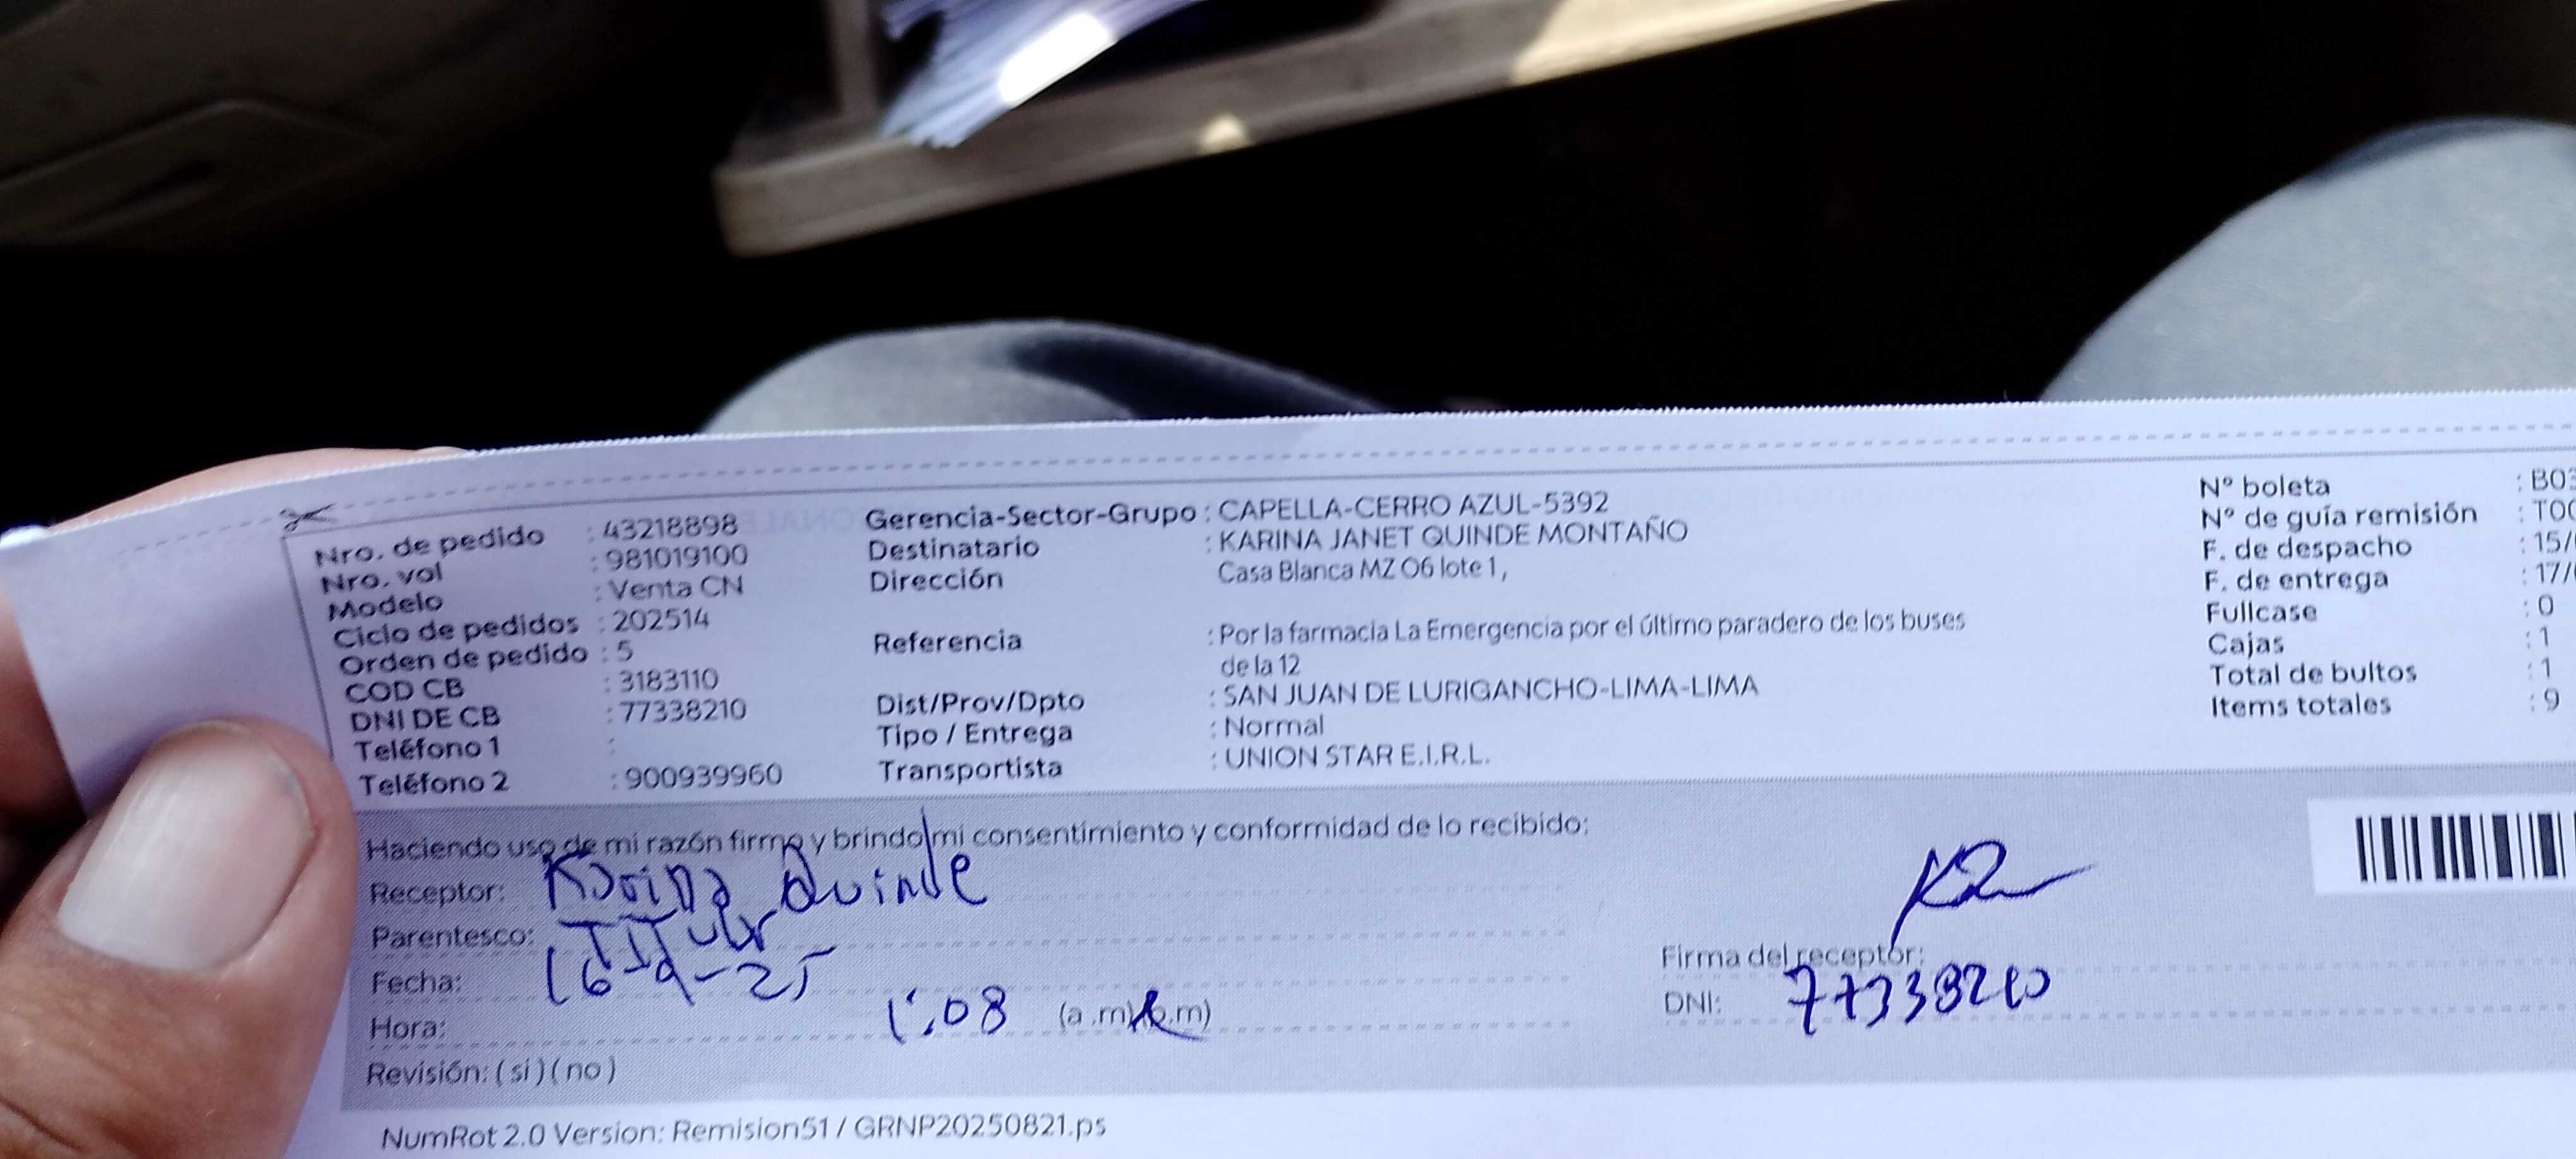 Nro. de pedido : 43218898
Nro. vol : 981019100
Modelo : Venta CN
Ciclo de pedidos : 202514
Orden de pedido : 5
COD CB : 3183110
DNI DE CB : 77338210
Teléfono 1 :
Teléfono 2 : 900939960
Gerencia-Sector-Grupo : CAPELLA-CERRO AZUL-5392
Destinatario : KARINA JANET QUINDE MONTAÑO
Dirección Casa Blanca MZ O6 lote 1,
Referencia : Por la farmacia La Emergencia por el último paradero de los buses
de la 12
Dist/Prov/Dpto : SAN JUAN DE LURIGANCHO-LIMA-LIMA
Tipo / Entrega : Normal
Transportista : UNION STAR E.I.R.L.
N° boleta : B03
N° de guía remisión : T00
F. de despacho : 15/
F. de entrega : 17/
Fullcase : 0
Cajas : 1
Total de bultos : 1
Items totales : 9
Haciendo uso de mi razón firmo y brindo mi consentimiento y conformidad de lo recibido:
Receptor: Karina Quinde
Parentesco: Titular
Fecha: 16-9-25
Hora: 1:08 (a.m) (p.m)
Revisión: ( si ) ( no )
Firma del receptor:
DNI: 77338210
NumRot 2.0 Version: Remision51 / GRNP20250821.ps